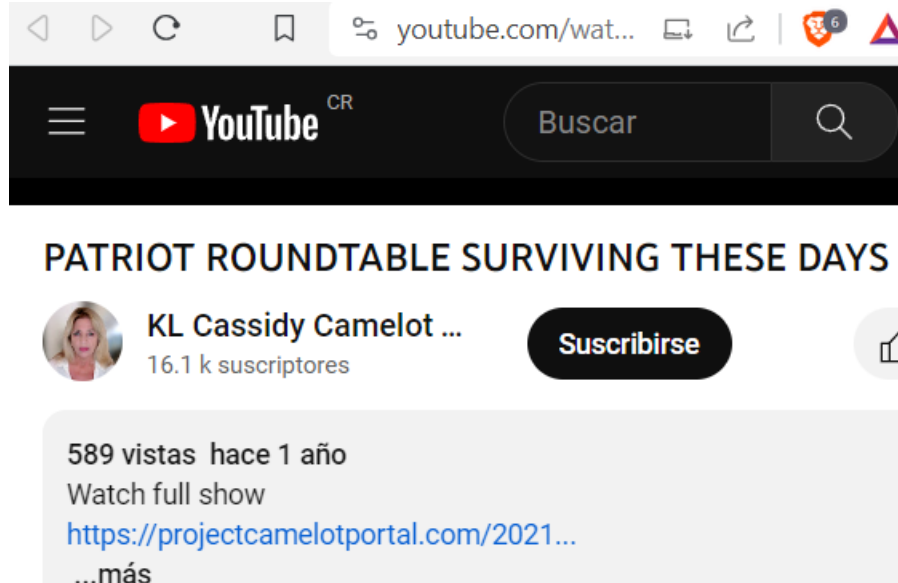 youtube.com/wat...
6
YouTube CR
Buscar
PATRIOT ROUNDTABLE SURVIVING THESE DAYS
KL Cassidy Camelot ...
16.1 k suscriptores
Suscribirse
589 vistas hace 1 año
Watch full show
https://projectcamelotportal.com/2021...
...más